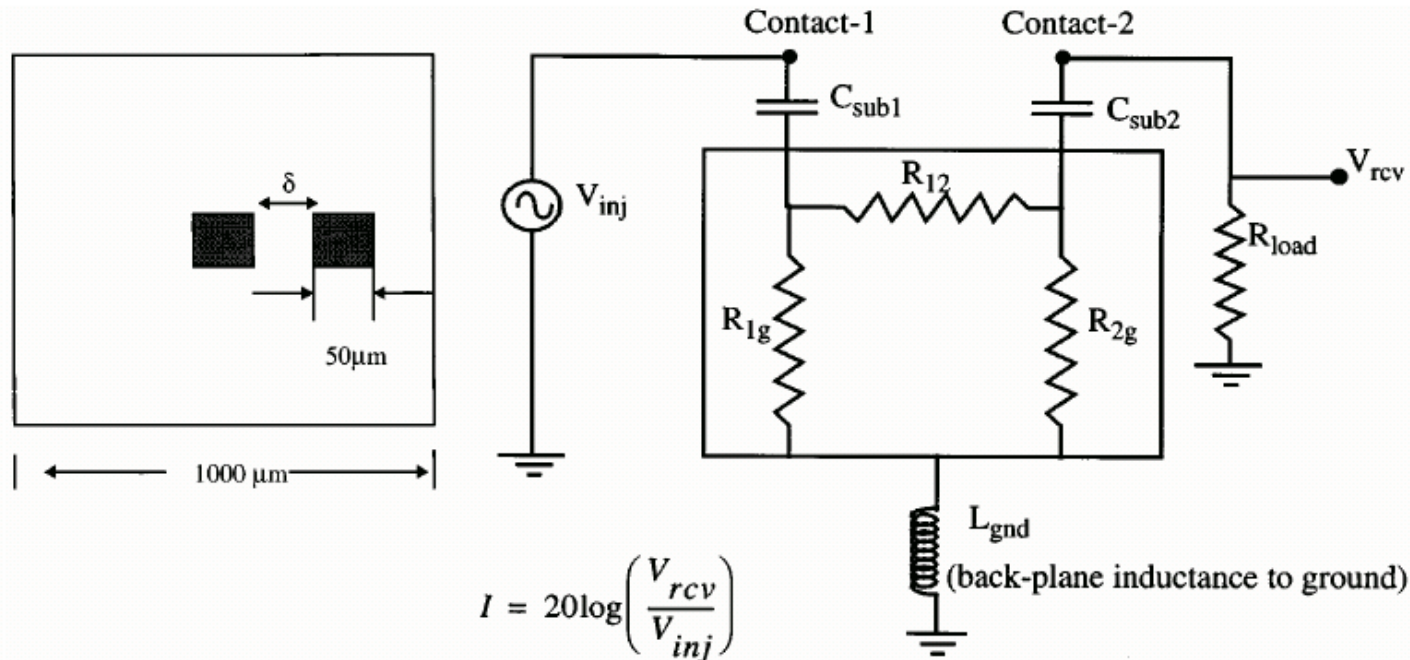 δ
50μm
1000 μm
Contact-1
Contact-2
C_sub1
C_sub2
V_inj
R_12
V_rcv
R_load
R_1g
R_2g
L_gnd
(back-plane inductance to ground)
I = 20log(V_rcv/V_inj)